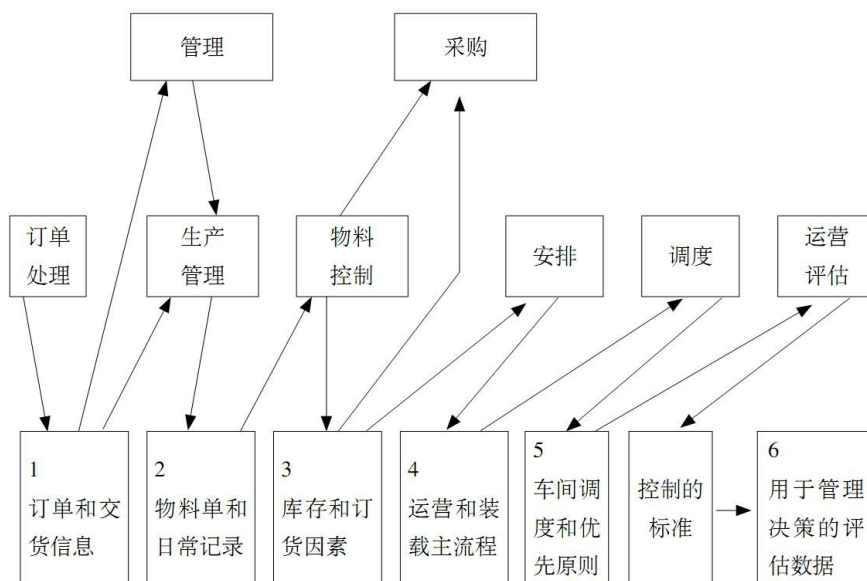 管理
采购
订单
处理
生产
管理
物料
控制
安排
调度
运营
评估
1
订单和交
货信息
2
物料单和
日常记录
3
库存和订
货因素
4
运营和装
载主流程
5
车间调
度和优
先原则
控制的
标准
6
用于管理
决策的评
估数据